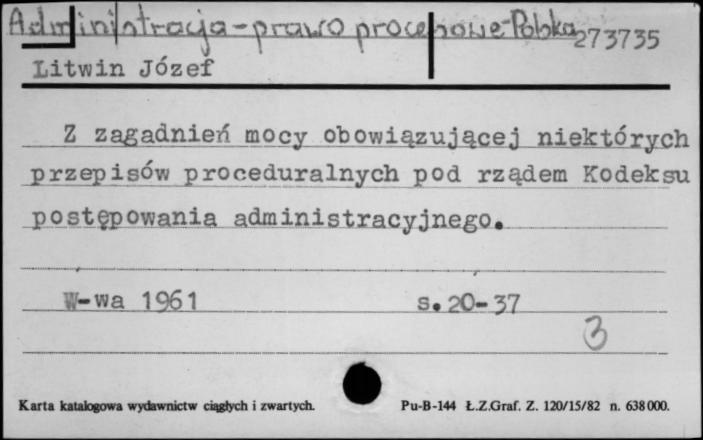 Administracja - prawo procesowe - Polska 273735
Litwin Józef
Z zagadnień mocy obowiązującej niektórych
przepisów proceduralnych pod rządem Kodeksu
postępowania administracyjnego.
W-wa 1961 s. 20-37
3
Karta katalogowa wydawnictw ciągłych i zwartych. Pu-B-144 Ł.Z.Graf. Z. 120/15/82 n. 638000.